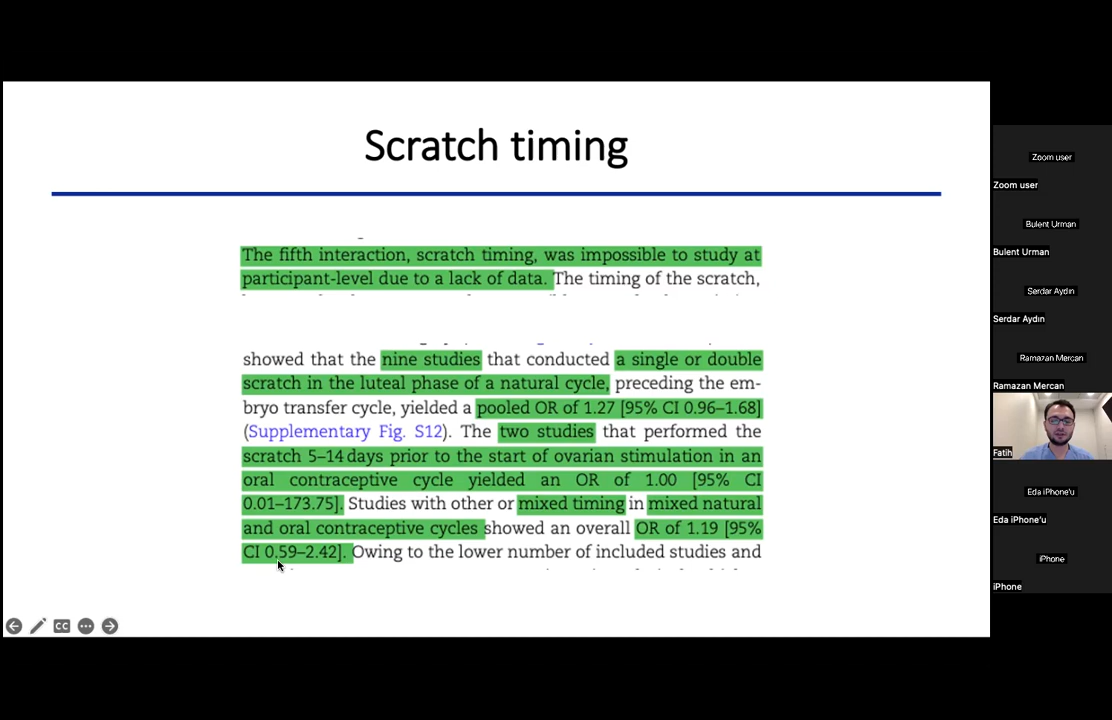 Scratch timing
The fifth interaction, scratch timing, was impossible to study at
participant-level due to a lack of data. The timing of the scratch,
showed that the nine studies that conducted a single or double
scratch in the luteal phase of a natural cycle, preceding the em-
bryo transfer cycle, yielded a pooled OR of 1.27 [95% CI 0.96–1.68]
(Supplementary Fig. S12). The two studies that performed the
scratch 5–14 days prior to the start of ovarian stimulation in an
oral contraceptive cycle yielded an OR of 1.00 [95% CI
0.01–173.75]. Studies with other or mixed timing in mixed natural
and oral contraceptive cycles showed an overall OR of 1.19 [95%
CI 0.59–2.42]. Owing to the lower number of included studies and
CC
Zoom user
Zoom user
Bulent Urman
Bulent Urman
Serdar Aydın
Serdar Aydın
Ramazan Mercan
Ramazan Mercan
Fatih
Eda iPhone'u
Eda iPhone'u
iPhone
iPhone